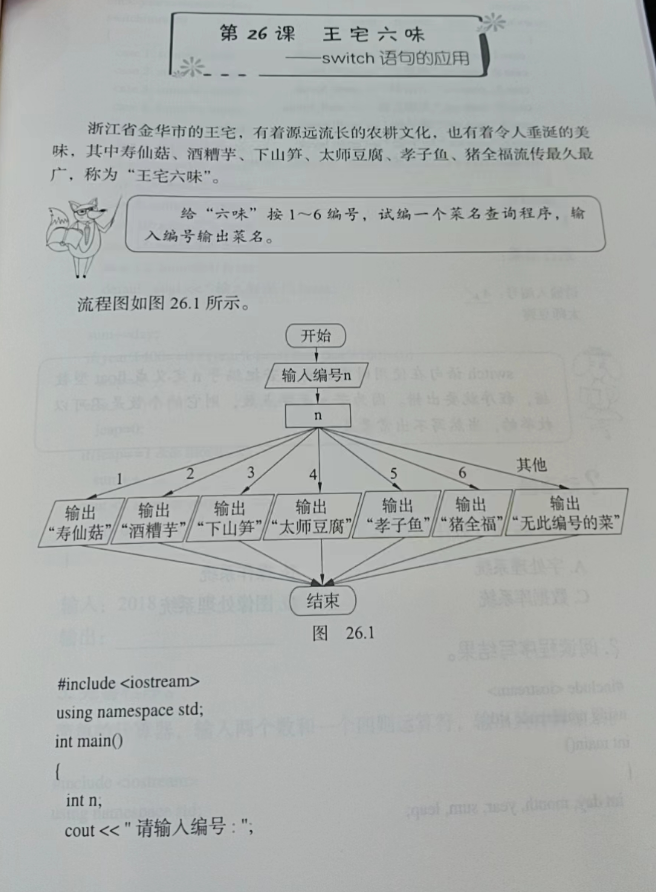 第 26 课　王 宅 六 味
——switch 语句的应用
浙江省金华市的王宅，有着源远流长的农耕文化，也有着令人垂涎的美
味，其中寿仙菇、酒糟芋、下山笋、太师豆腐、孝子鱼、猪全福流传最久最
广，称为“王宅六味”。
给“六味”按 1～6 编号，试编一个菜名查询程序，输
入编号输出菜名。
流程图如图 26.1 所示。
开始
输入编号n
n
1 2 3 4 5 6 其他
输出 输出 输出 输出 输出 输出 输出
“寿仙菇” “酒糟芋” “下山笋” “太师豆腐” “孝子鱼” “猪全福” “无此编号的菜”
结束
图 26.1
#include <iostream>
using namespace std;
int main()
{
int n;
cout << " 请输入编号 : ";